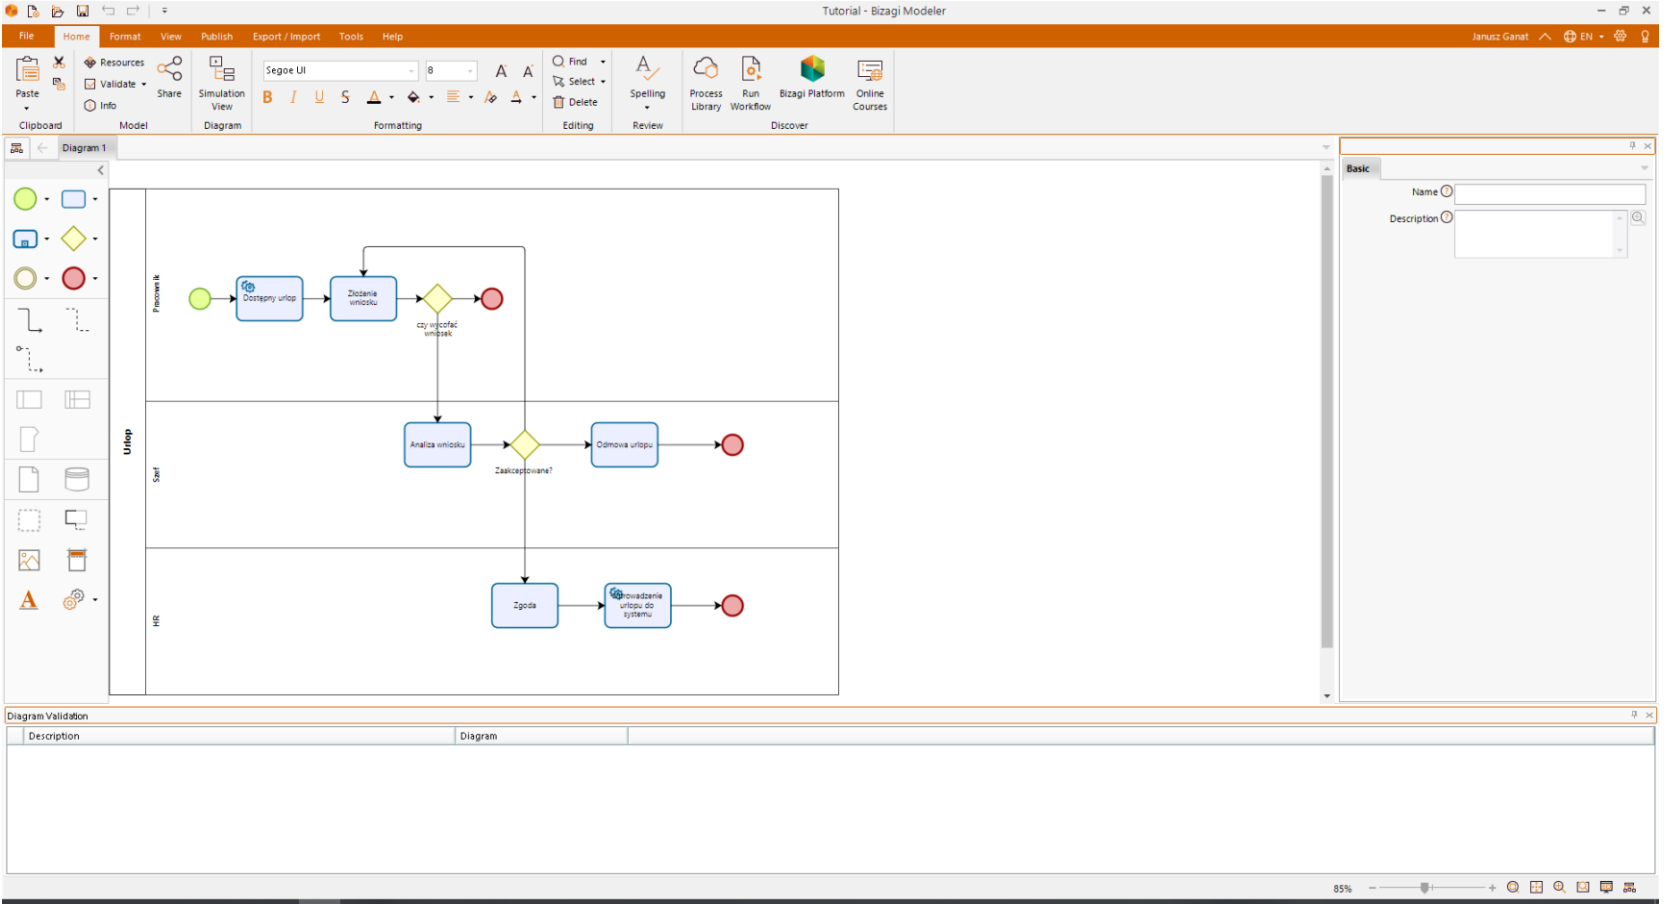 Tutorial - Bizagi Modeler
File Home Format View Publish Export / Import Tools Help
Janusz Ganat EN
Paste
Clipboard
Resources
Validate
Info
Share
Model
Simulation
View
Diagram
Segoe UI 8
A A
B I U S A A
Formatting
Find
Select
Delete
Editing
Spelling
Review
Process
Library
Run
Workflow
Bizagi Platform
Online
Courses
Discover
Diagram 1
Basic
Name
Description
Urlop
Pracownik
Dostępny urlop
Złożenie
wniosku
czy wycofać
wniosek
Szef
Analiza wniosku
Zaakceptowane?
Odmowa urlopu
HR
Zgoda
urlopu do
systemu
A
Diagram Validation
Description Diagram
85%